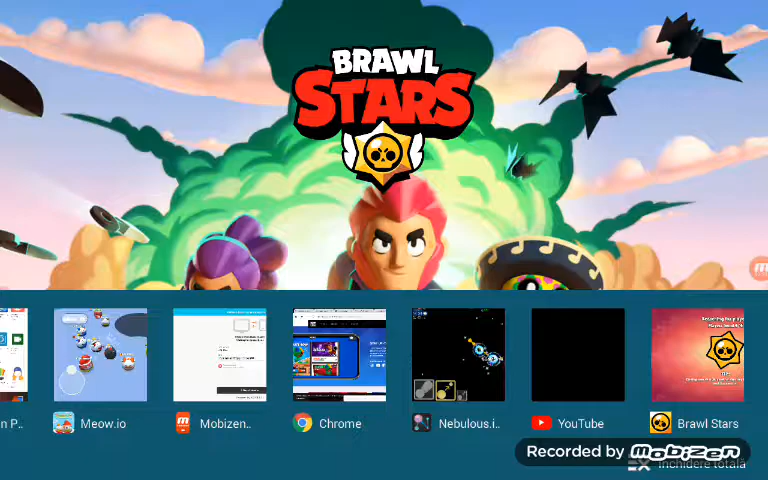 BRAWL
STARS
n P..
Meow.io
Mobizen..
Chrome
Nebulous.i..
YouTube
Brawl Stars
Recorded by Mobizen
Închidere totală